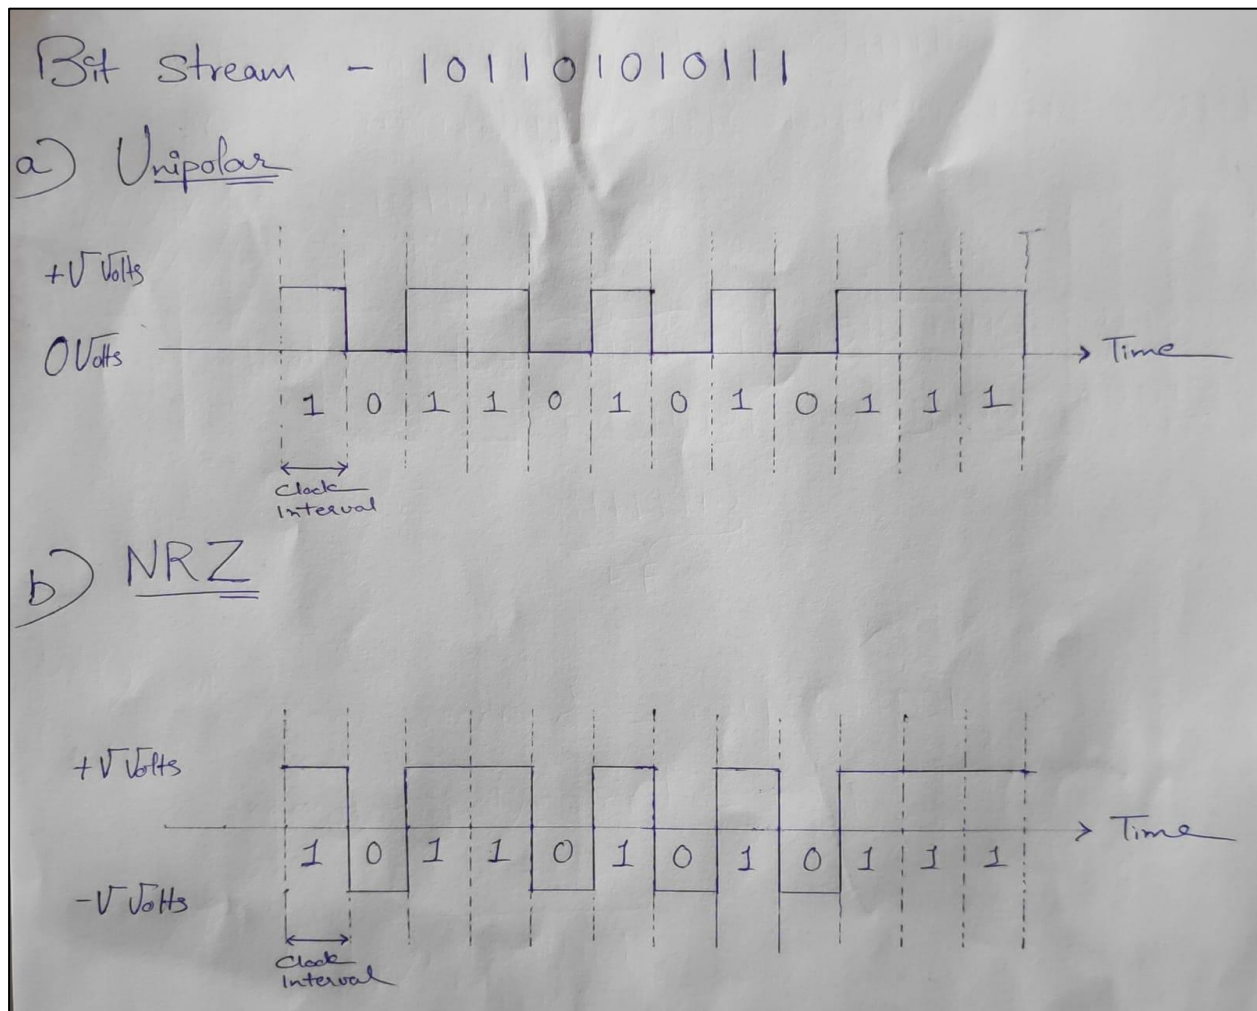 Bit Stream - 101101010111
a) Unipolar
+V Volts
0 Volts
Time
1 0 1 1 0 1 0 1 0 1 1 1
Clock
Interval
b) NRZ
+V Volts
Time
1 0 1 1 0 1 0 1 0 1 1 1
-V Volts
Clock
Interval